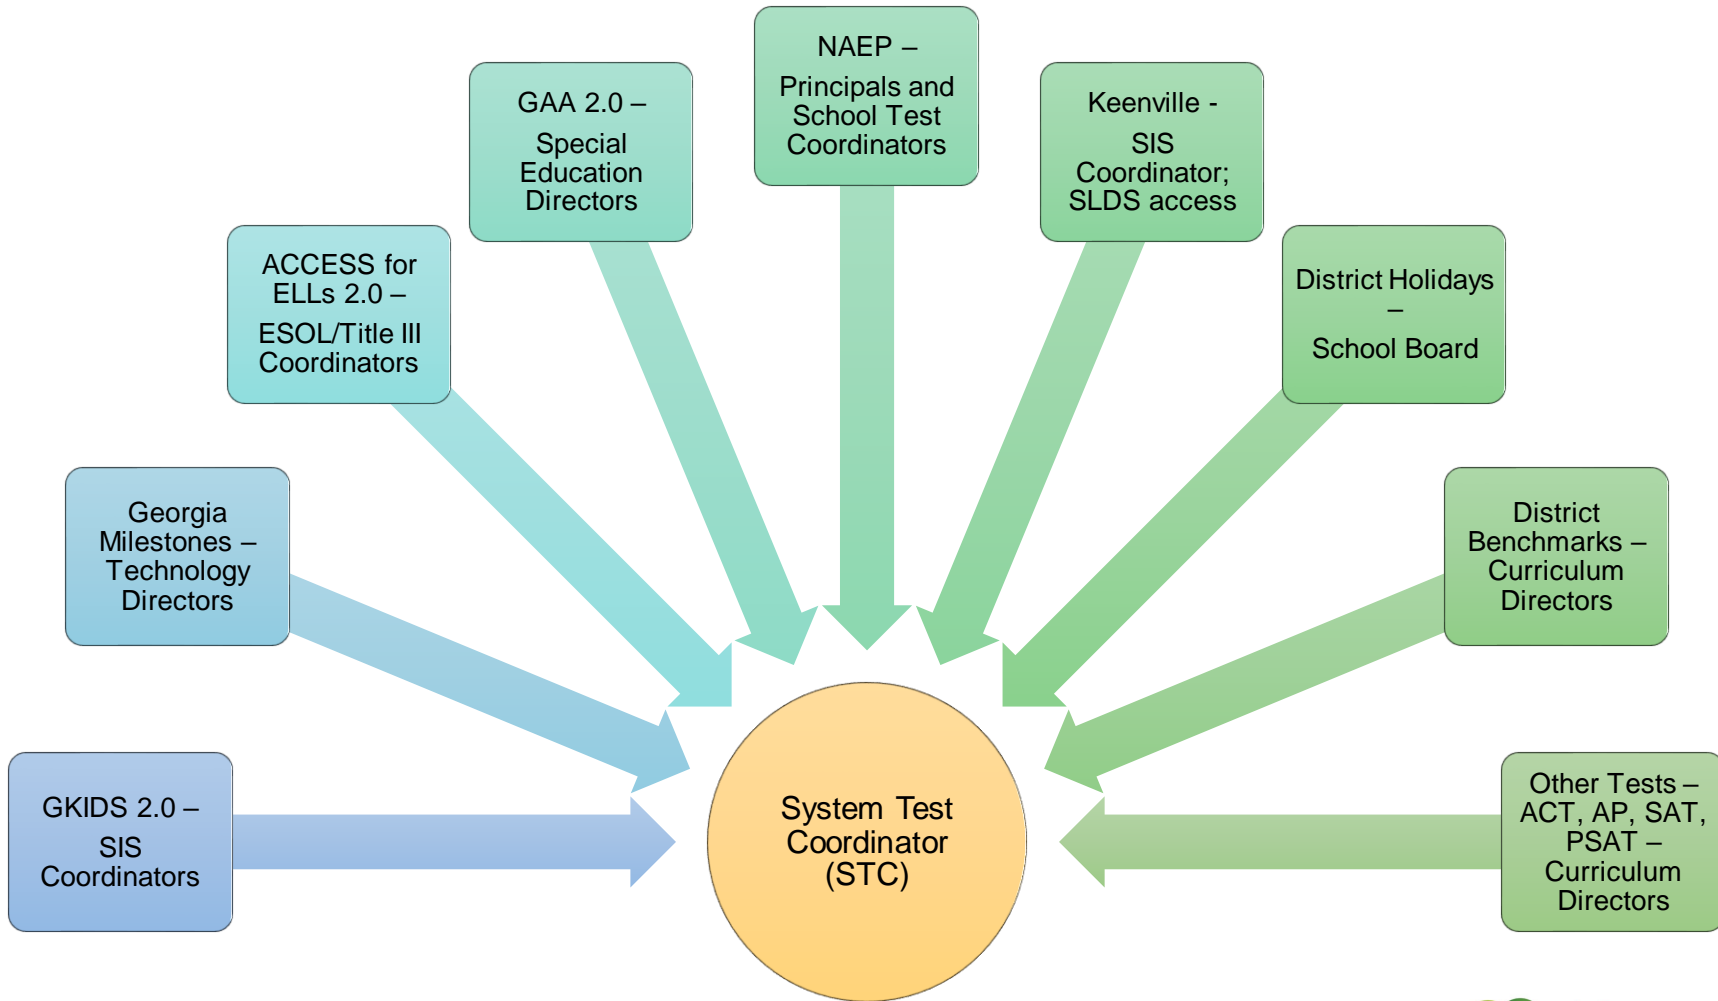 GKIDS 2.0 –
SIS
Coordinators
Georgia
Milestones –
Technology
Directors
ACCESS for
ELLs 2.0 –
ESOL/Title III
Coordinators
GAA 2.0 –
Special
Education
Directors
NAEP –
Principals and
School Test
Coordinators
Keenville -
SIS
Coordinator;
SLDS access
District Holidays
–
School Board
District
Benchmarks –
Curriculum
Directors
Other Tests –
ACT, AP, SAT,
PSAT –
Curriculum
Directors
System Test
Coordinator
(STC)